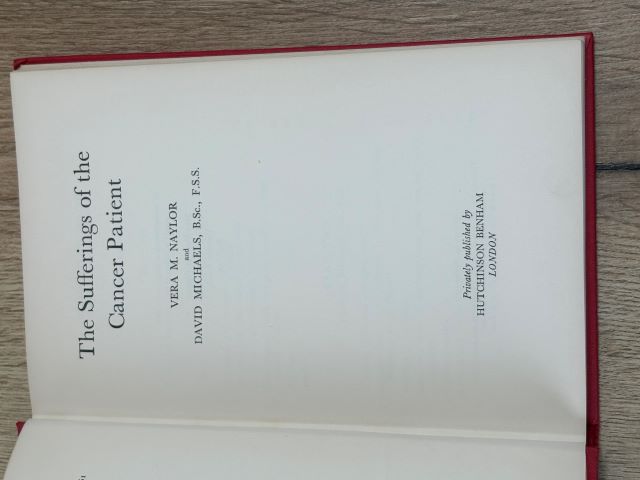 The Sufferings of the
Cancer Patient
VERA M. NAYLOR
and
DAVID MICHAELS, B.Sc., F.S.S.
Privately published by
HUTCHINSON BENHAM
LONDON